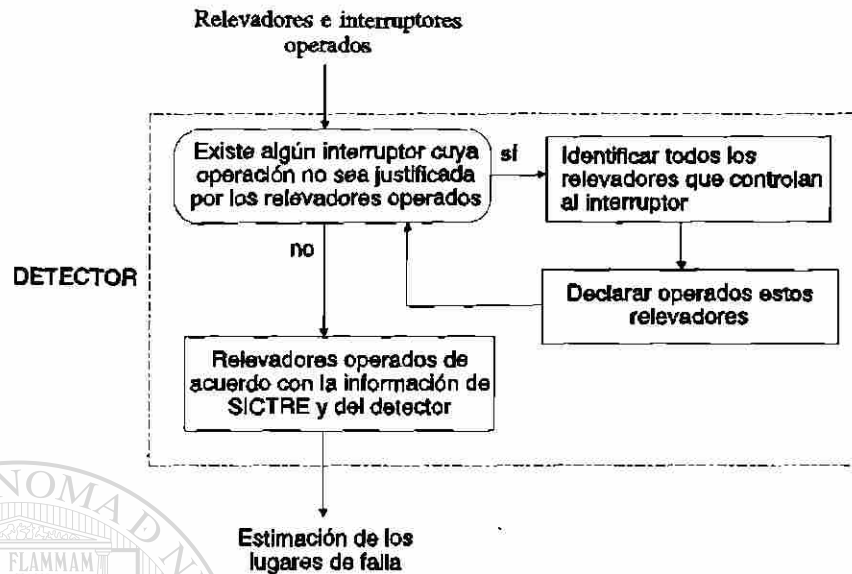 Relevadores e interruptores
operados
Existe algún interruptor cuya
operación no sea justificada
por los relevadores operados
sí
Identificar todos los
relevadores que controlan
al interruptor
no
DETECTOR
Declarar operados estos
relevadores
Relevadores operados de
acuerdo con la información de
SICTRE y del detector
Estimación de los
lugares de falla
NOMAD
FLAMMAM